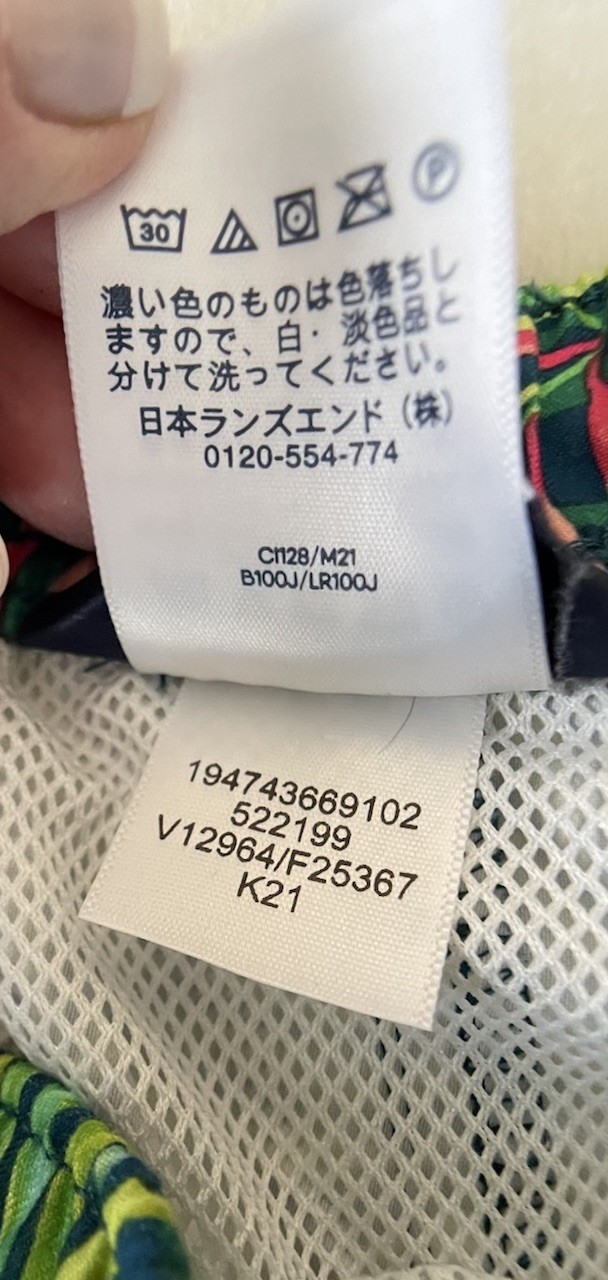 30
P
濃い色のものは色落ちし
ますので、白・淡色品と
分けて洗ってください。
日本ランズエンド（株）
0120-554-774
CI128/M21
B100J/LR100J
194743669102
522199
V12964/F25367
K21